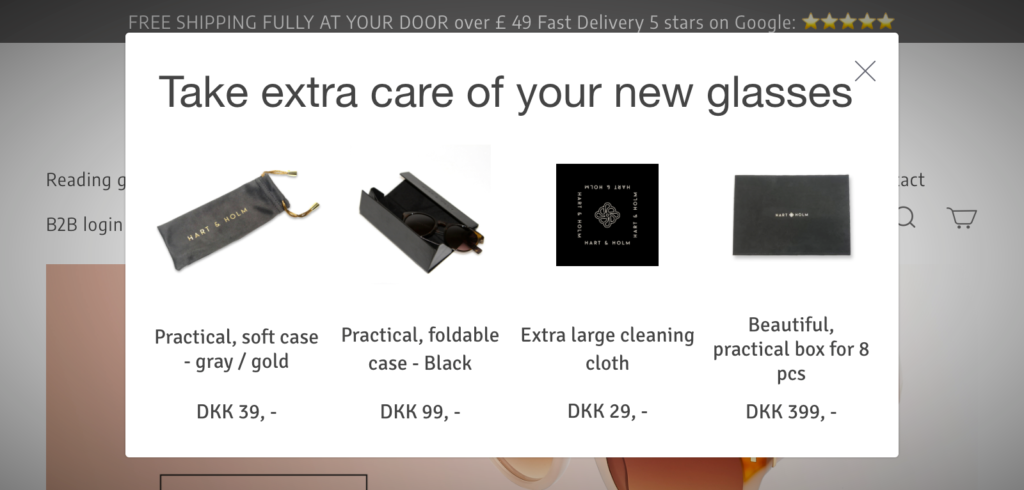 FREE SHIPPING FULLY AT YOUR DOOR over £ 49 Fast Delivery 5 stars on Google: ⭐⭐⭐⭐⭐
Take extra care of your new glasses
Reading g
tact
B2B login
HART & HOLM
HART & HOLM
HART & HOLM
HART & HOLM
HART & HOLM
HART HOLM
Practical, soft case
- gray / gold
DKK 39, -
Practical, foldable
case - Black
DKK 99, -
Extra large cleaning
cloth
DKK 29, -
Beautiful,
practical box for 8
pcs
DKK 399, -